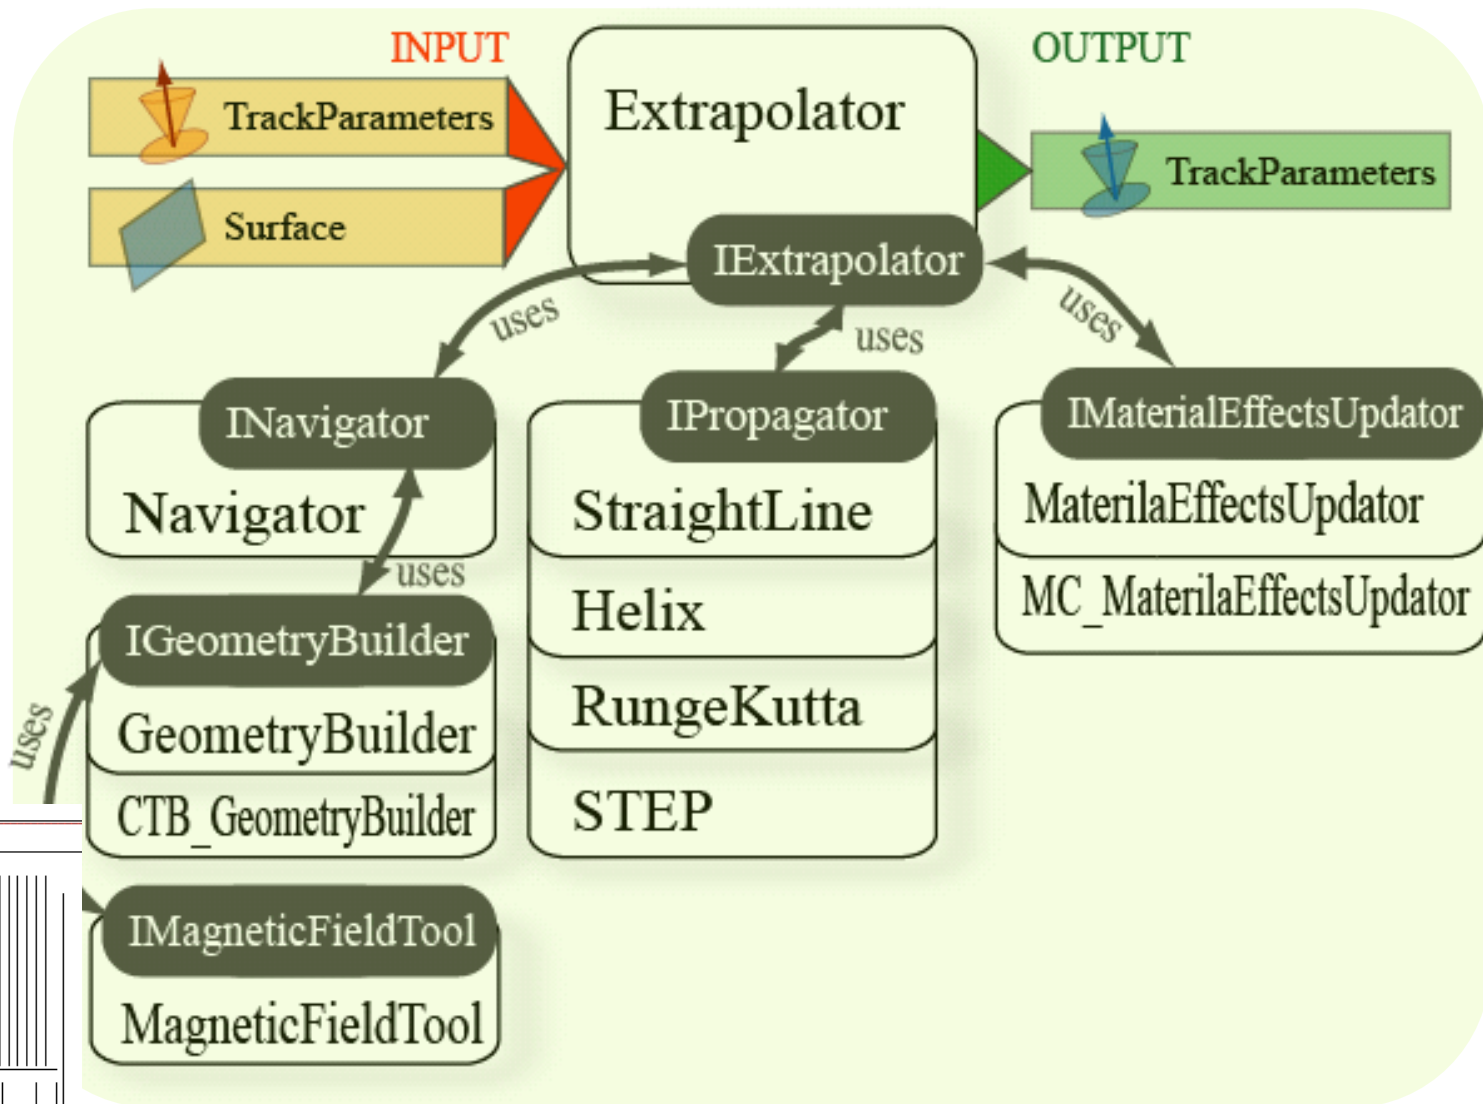 INPUT
OUTPUT
TrackParameters
Surface
Extrapolator
IExtrapolator
TrackParameters
uses
uses
uses
INavigator
Navigator
uses
IGeometryBuilder
GeometryBuilder
CTB_GeometryBuilder
uses
IMagneticFieldTool
MagneticFieldTool
IPropagator
StraightLine
Helix
RungeKutta
STEP
IMaterialEffectsUpdator
MaterilaEffectsUpdator
MC_MaterilaEffectsUpdator